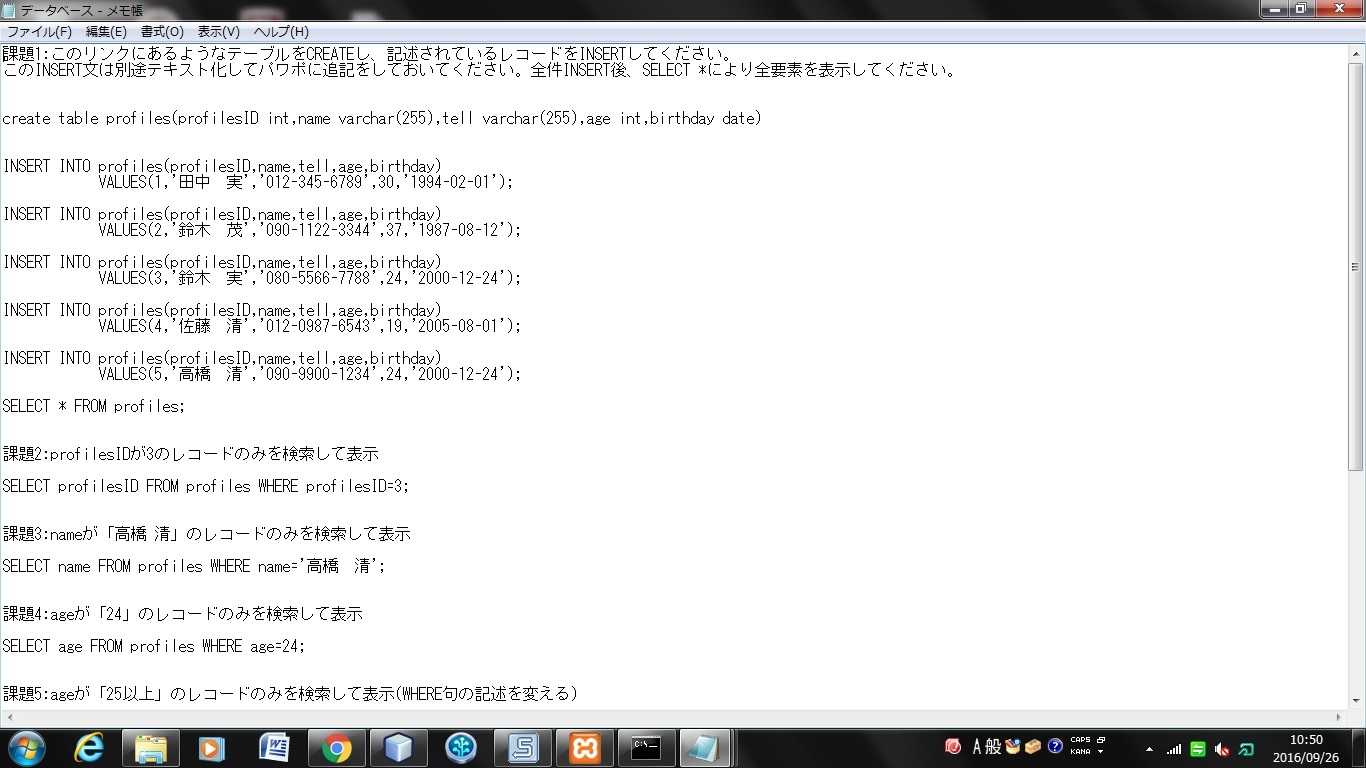 データベース - メモ帳
ファイル(F) 編集(E) 書式(O) 表示(V) ヘルプ(H)
課題1:このリンクにあるようなテーブルをCREATEし、記述されているレコードをINSERTしてください。
このINSERT文は別途テキスト化してパワポに追記をしておいてください。全件INSERT後、SELECT *により全要素を表示してください。
create table profiles(profilesID int,name varchar(255),tell varchar(255),age int,birthday date)
INSERT INTO profiles(profilesID,name,tell,age,birthday)
VALUES(1,'田中　実','012-345-6789',30,'1994-02-01');
INSERT INTO profiles(profilesID,name,tell,age,birthday)
VALUES(2,'鈴木　茂','090-1122-3344',37,'1987-08-12');
INSERT INTO profiles(profilesID,name,tell,age,birthday)
VALUES(3,'鈴木　実','080-5566-7788',24,'2000-12-24');
INSERT INTO profiles(profilesID,name,tell,age,birthday)
VALUES(4,'佐藤　清','012-0987-6543',19,'2005-08-01');
INSERT INTO profiles(profilesID,name,tell,age,birthday)
VALUES(5,'高橋　清','090-9900-1234',24,'2000-12-24');
SELECT * FROM profiles;
課題2:profilesIDが3のレコードのみを検索して表示
SELECT profilesID FROM profiles WHERE profilesID=3;
課題3:nameが「高橋 清」のレコードのみを検索して表示
SELECT name FROM profiles WHERE name='高橋　清';
課題4:ageが「24」のレコードのみを検索して表示
SELECT age FROM profiles WHERE age=24;
課題5:ageが「25以上」のレコードのみを検索して表示(WHERE句の記述を変える)
A 般 CAPS
KANA
10:50
2016/09/26